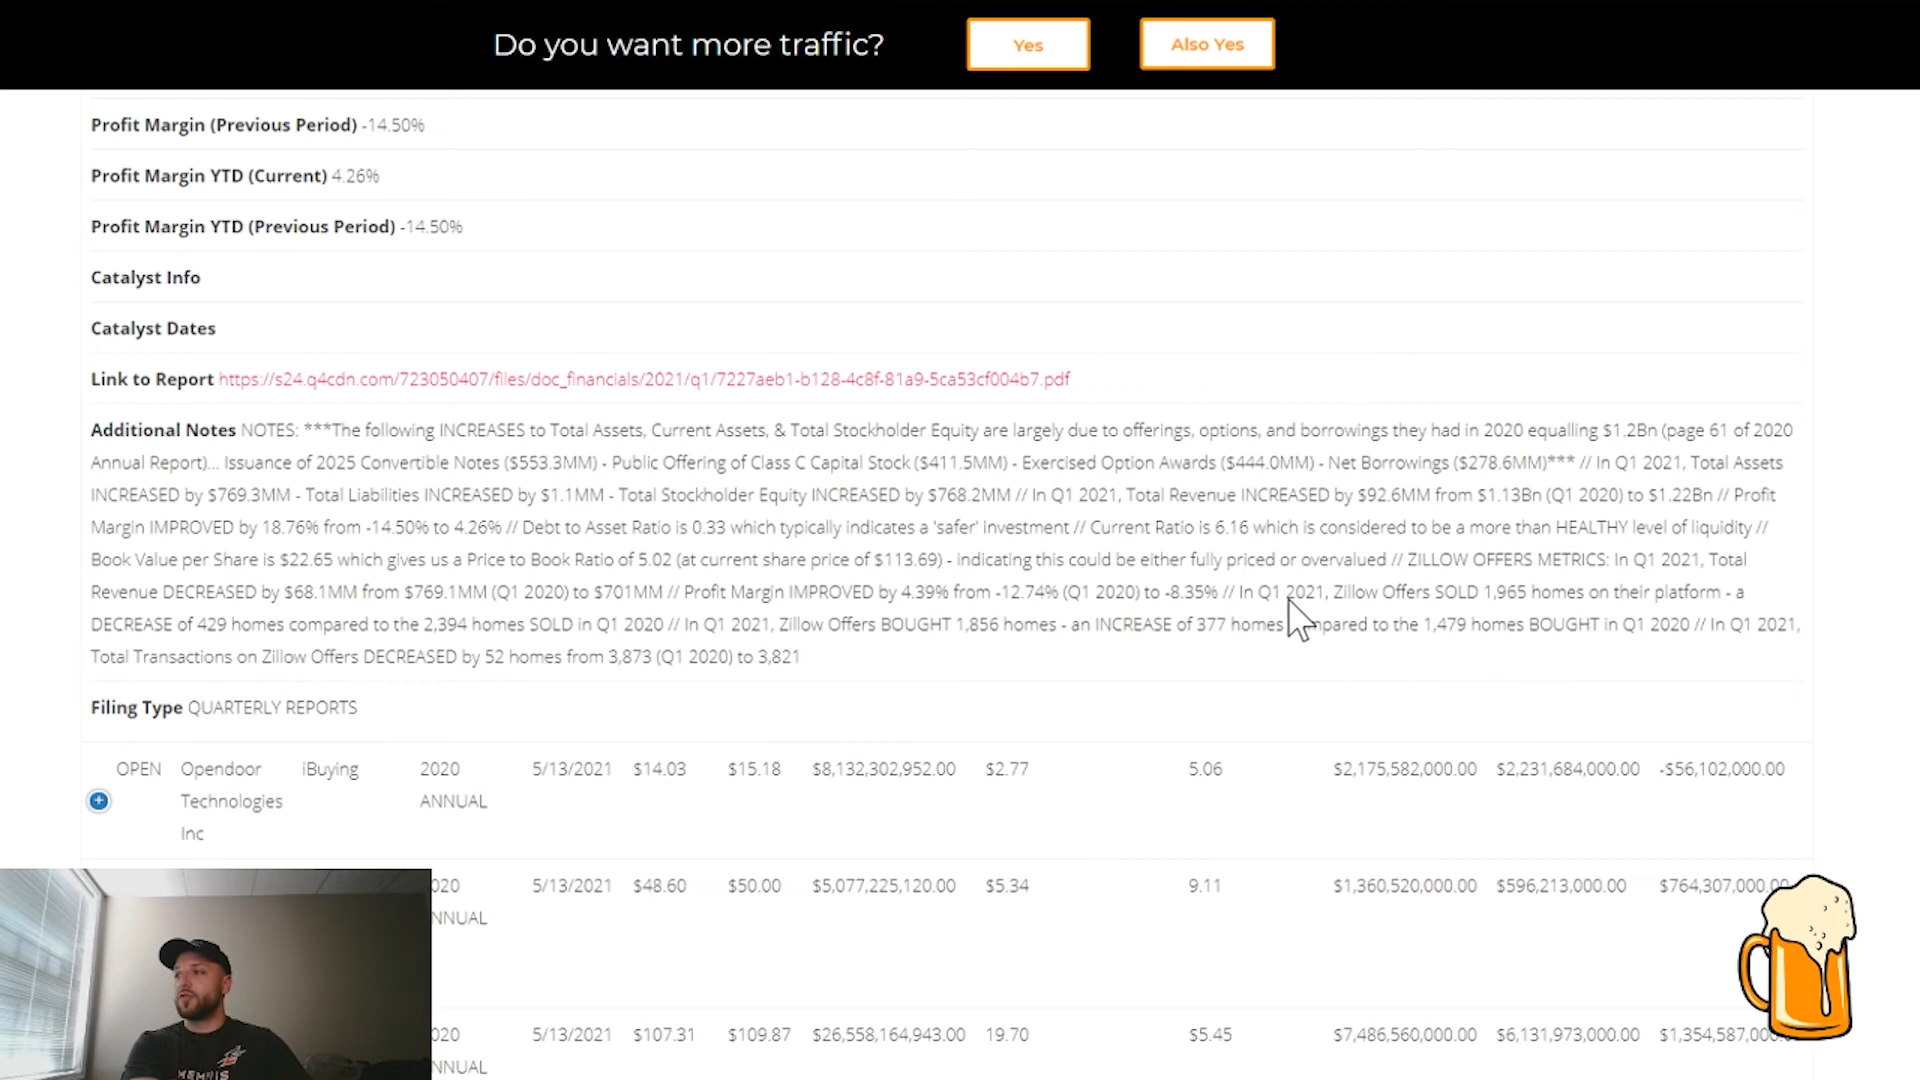 Do you want more traffic? Yes Also Yes
Profit Margin (Previous Period) -14.50%
Profit Margin YTD (Current) 4.26%
Profit Margin YTD (Previous Period) -14.50%
Catalyst Info
Catalyst Dates
Link to Report https://s24.q4cdn.com/723050407/files/doc_financials/2021/q1/7227aeb1-b128-4c8f-81a9-5ca53cf004b7.pdf
Additional Notes NOTES: ***The following INCREASES to Total Assets, Current Assets, & Total Stockholder Equity are largely due to offerings, options, and borrowings they had in 2020 equalling $1.2Bn (page 61 of 2020
Annual Report)... Issuance of 2025 Convertible Notes ($553.3MM) - Public Offering of Class C Capital Stock ($411.5MM) - Exercised Option Awards ($444.0MM) - Net Borrowings ($278.6MM)*** // In Q1 2021, Total Assets
INCREASED by $769.3MM - Total Liabilities INCREASED by $1.1MM - Total Stockholder Equity INCREASED by $768.2MM // In Q1 2021, Total Revenue INCREASED by $92.6MM from $1.13Bn (Q1 2020) to $1.22Bn // Profit
Margin IMPROVED by 18.76% from -14.50% to 4.26% // Debt to Asset Ratio is 0.33 which typically indicates a 'safer' investment // Current Ratio is 6.16 which is considered to be a more than HEALTHY level of liquidity //
Book Value per Share is $22.65 which gives us a Price to Book Ratio of 5.02 (at current share price of $113.69) - indicating this could be either fully priced or overvalued // ZILLOW OFFERS METRICS: In Q1 2021, Total
Revenue DECREASED by $68.1MM from $769.1MM (Q1 2020) to $701MM // Profit Margin IMPROVED by 4.39% from -12.74% (Q1 2020) to -8.35% // In Q1 2021, Zillow Offers SOLD 1,965 homes on their platform - a
DECREASE of 429 homes compared to the 2,394 homes SOLD in Q1 2020 // In Q1 2021, Zillow Offers BOUGHT 1,856 homes - an INCREASE of 377 homes mpared to the 1,479 homes BOUGHT in Q1 2020 // In Q1 2021,
Total Transactions on Zillow Offers DECREASED by 52 homes from 3,873 (Q1 2020) to 3,821
Filing Type QUARTERLY REPORTS
OPEN Opendoor iBuying 2020 5/13/2021 $14.03 $15.18 $8,132,302,952.00 $2.77 5.06 $2,175,582,000.00 $2,231,684,000.00 -$56,102,000.00
Technologies ANNUAL
Inc
020 5/13/2021 $48.60 $50.00 $5,077,225,120.00 $5.34 9.11 $1,360,520,000.00 $596,213,000.00 $764,307,000.00
NNUAL
020 5/13/2021 $107.31 $109.87 $26,558,164,943.00 19.70 $5.45 $7,486,560,000.00 $6,131,973,000.00 $1,354,587,000
NNUAL
MEMPHIS